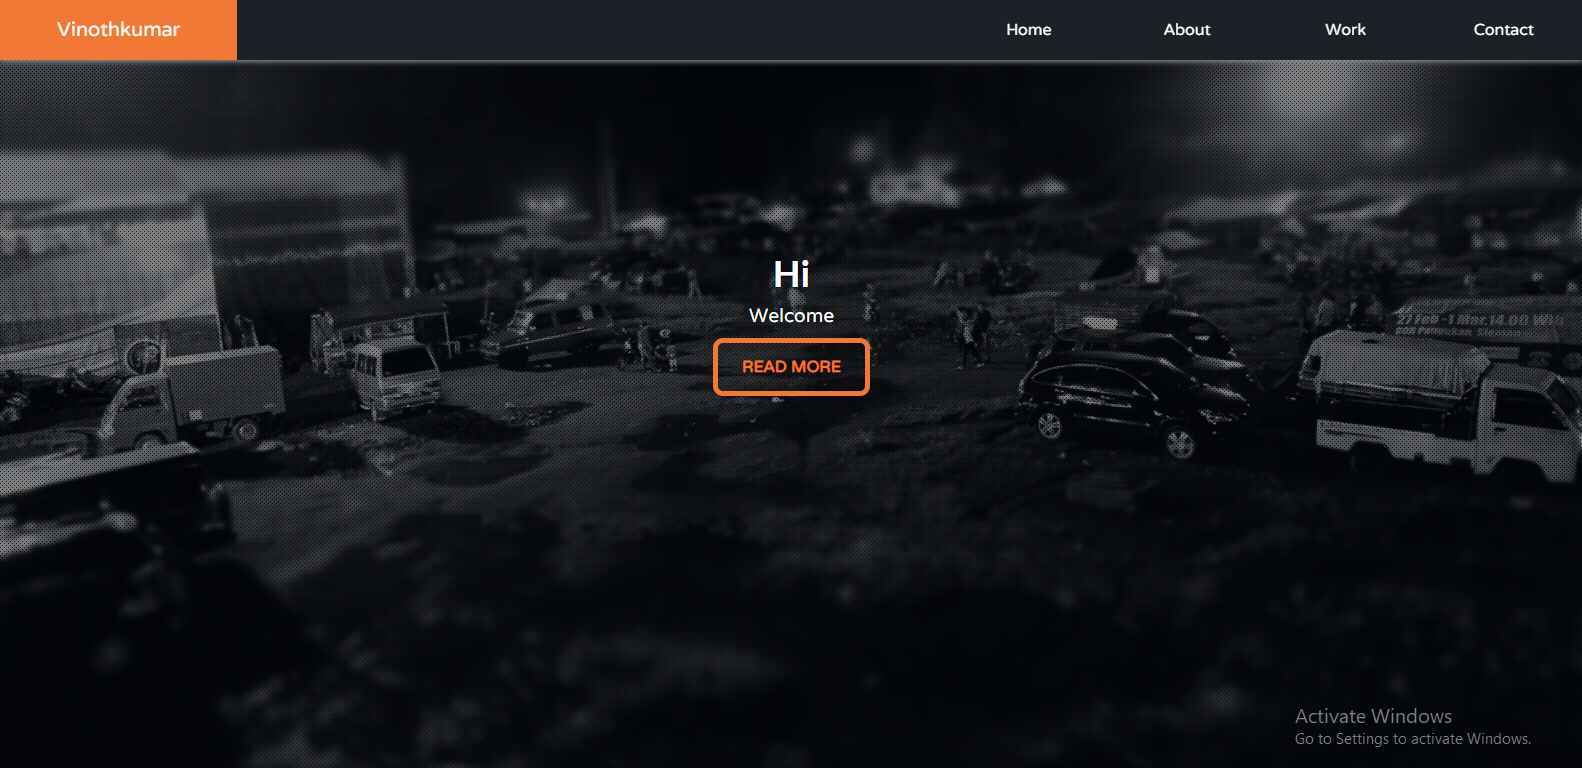 Vinothkumar
Home About Work Contact
Hi
Welcome
READ MORE
27 Feb - 1 Mar. 14.00 WIB
Activate Windows
Go to Settings to activate Windows.